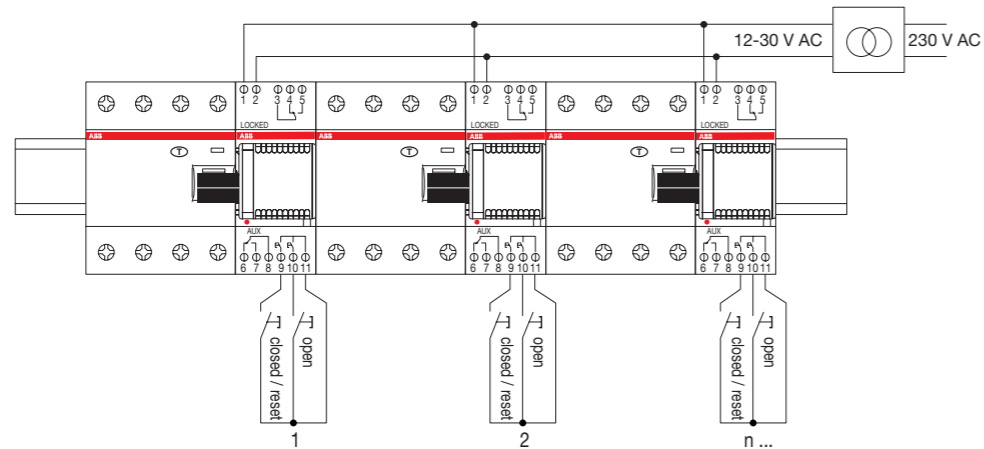 12-30 V AC 230 V AC
1 2 3 4 5 1 2 3 4 5 1 2 3 4 5
LOCKED LOCKED LOCKED
ABB ABB ABB ABB ABB ABB
T T T
AUX AUX AUX
6 7 8 9 10 11 6 7 8 9 10 11 6 7 8 9 10 11
closed / reset open closed / reset open closed / reset open
1 2 n ...